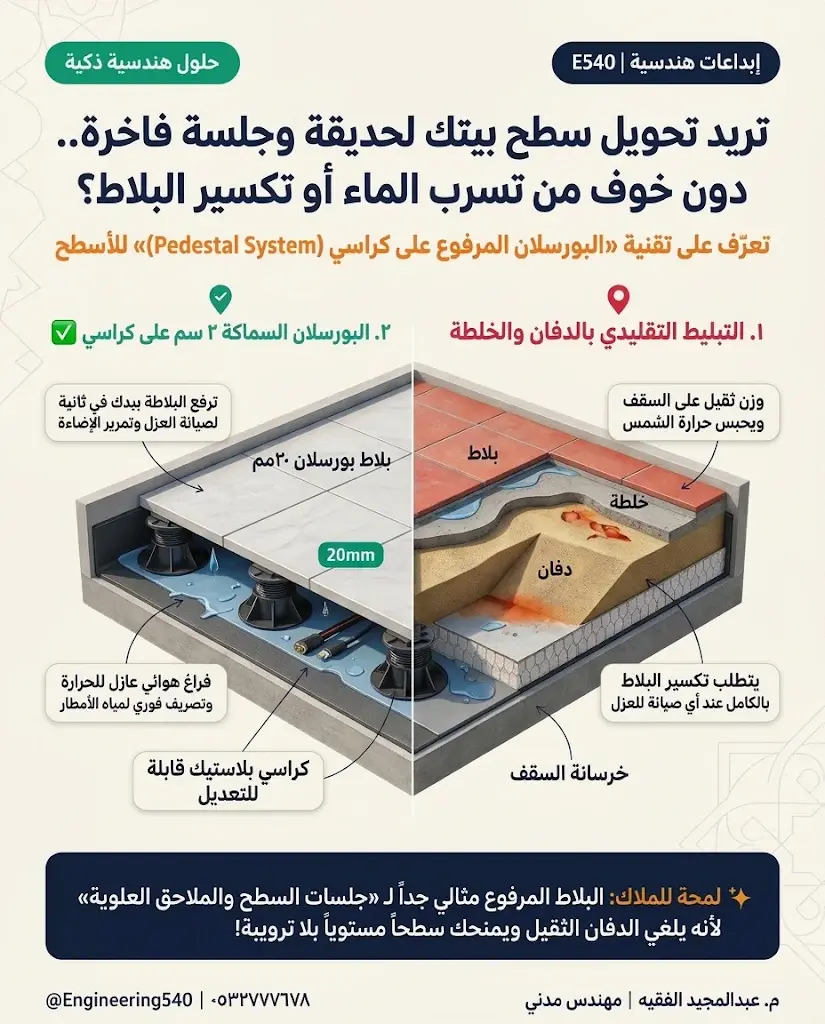 إبداعات هندسية | E540
حلول هندسية ذكية
تريد تحويل سطح بيتك لحديقة وجلسة فاخرة..
دون خوف من تسرب الماء أو تكسير البلاط؟
تعرّف على تقنية «البورسلان المرفوع على كراسي (Pedestal System)» للأسطح
١. التبليط التقليدي بالدفان والخلطة
٢. البورسلان السماكة ٢ سم على كراسي ✅
وزن ثقيل على السقف
ويحبس حرارة الشمس
ترفع البلاطة بيدك في ثانية
لصيانة العزل وتمرير الإضاءة
بلاط
بلاط بورسلان ٢٠مم
خلطة
20mm
دفان
يتطلب تكسير البلاط
بالكامل عند أي صيانة للعزل
فراغ هوائي عازل للحرارة
وتصريف فوري لمياه الأمطار
خرسانة السقف
كراسي بلاستيك قابلة
للتعديل
لمحة للملاك: البلاط المرفوع مثالي جداً لـ «جلسات السطح والملاحق العلوية»
لأنه يلغي الدفان الثقيل ويمنحك سطحاً مستوياً بلا ترويبة!
م. عبدالمجيد الفقيه | مهندس مدني
٠٥٣٢٧٧٧٦٧٨ | @Engineering540